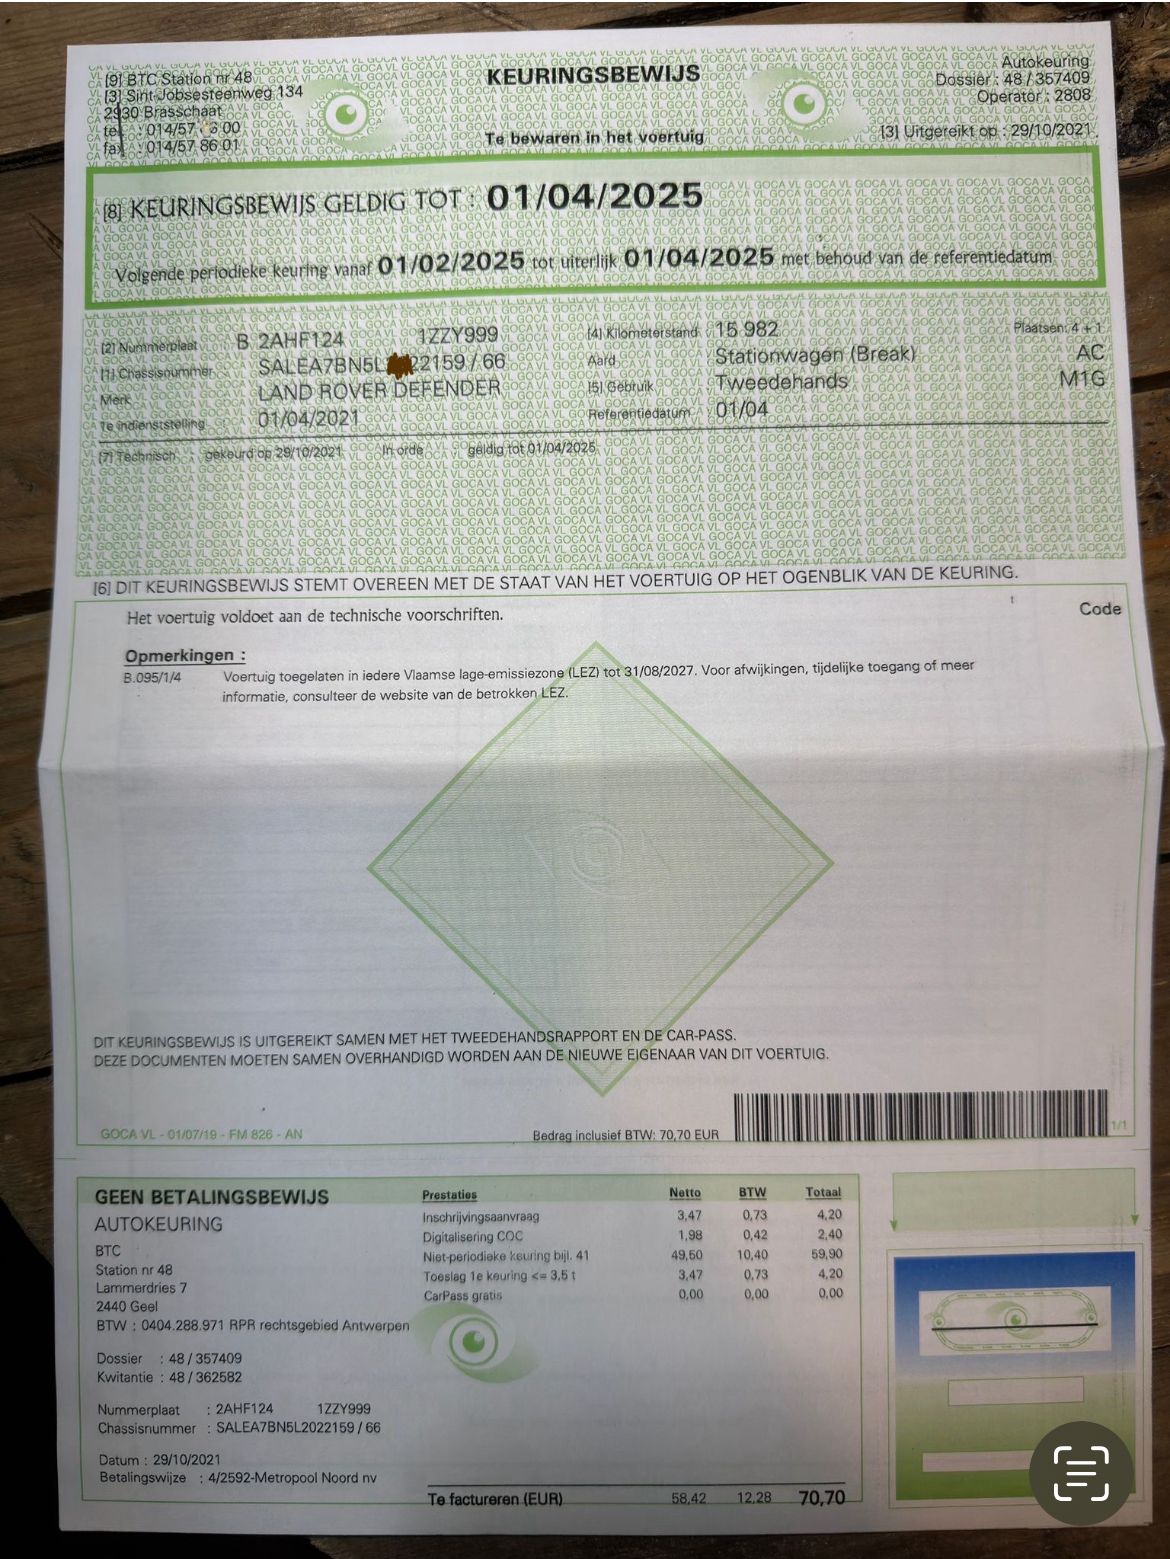 [9] BTC Station nr 48
[3] Sint-Jobsesteenweg 134
2930 Brasschaat
tel : 014/57 6 00
fax : 014/57 86 01
KEURINGSBEWIJS
Te bewaren in het voertuig
Autokeuring
Dossier : 48 / 357409
Operator : 2808
[3] Uitgereikt op : 29/10/2021
[8] KEURINGSBEWIJS GELDIG TOT : 01/04/2025
Volgende periodieke keuring vanaf 01/02/2025 tot uiterlijk 01/04/2025 met behoud van de referentiedatum
[2] Nummerplaat B 2AHF124 1ZZY999 [4] Kilometerstand 15.982 Plaatsen: 4 + 1
[1] Chassisnummer SALEA7BN5L 22159 / 66 Aard Stationwagen (Break) AC
Merk LAND ROVER DEFENDER [5] Gebruik Tweedehands M1G
1e indienststelling 01/04/2021 Referentiedatum 01/04
[7] Technisch : gekeurd op 29/10/2021 In orde geldig tot 01/04/2025
[6] DIT KEURINGSBEWIJS STEMT OVEREEN MET DE STAAT VAN HET VOERTUIG OP HET OGENBLIK VAN DE KEURING.
Het voertuig voldoet aan de technische voorschriften. Code
Opmerkingen :
B.095/1/4 Voertuig toegelaten in iedere Vlaamse lage-emissiezone (LEZ) tot 31/08/2027. Voor afwijkingen, tijdelijke toegang of meer
informatie, consulteer de website van de betrokken LEZ.
DIT KEURINGSBEWIJS IS UITGEREIKT SAMEN MET HET TWEEDEHANDSRAPPORT EN DE CAR-PASS.
DEZE DOCUMENTEN MOETEN SAMEN OVERHANDIGD WORDEN AAN DE NIEUWE EIGENAAR VAN DIT VOERTUIG.
GOCA VL - 01/07/19 - FM 826 - AN Bedrag inclusief BTW: 70,70 EUR 1/1
GEEN BETALINGSBEWIJS
AUTOKEURING
BTC
Station nr 48
Lammerdries 7
2440 Geel
BTW : 0404.288.971 RPR rechtsgebied Antwerpen
Dossier : 48 / 357409
Kwitantie : 48 / 362582
Nummerplaat : 2AHF124 1ZZY999
Chassisnummer : SALEA7BN5L2022159 / 66
Datum : 29/10/2021
Betalingswijze : 4/2592-Metropool Noord nv
Prestaties Netto BTW Totaal
Inschrijvingsaanvraag 3,47 0,73 4,20
Digitalisering COC 1,98 0,42 2,40
Niet-periodieke keuring bijl. 41 49,50 10,40 59,90
Toeslag 1e keuring <= 3,5 t 3,47 0,73 4,20
CarPass gratis 0,00 0,00 0,00
Te factureren (EUR) 58,42 12,28 70,70